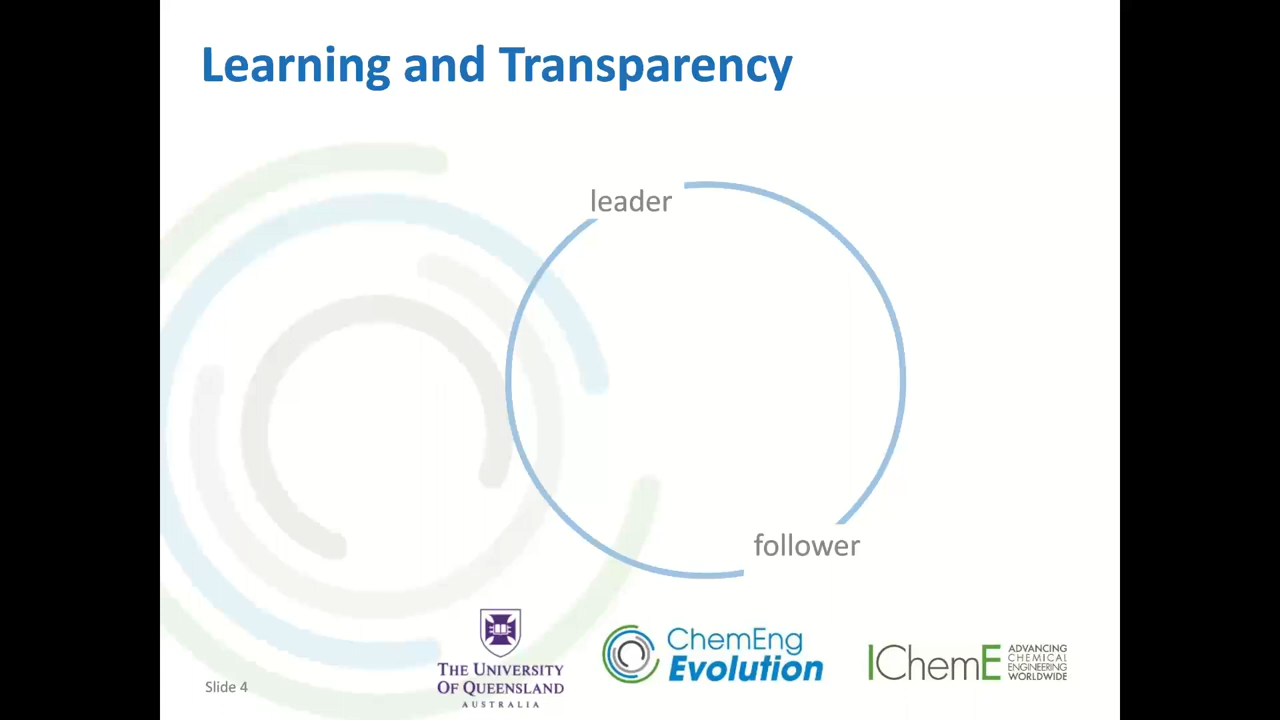 Learning and Transparency
leader
follower
THE UNIVERSITY
OF QUEENSLAND
AUSTRALIA
ChemEng
Evolution
IChemE
ADVANCING
CHEMICAL
ENGINEERING
WORLDWIDE
Slide 4